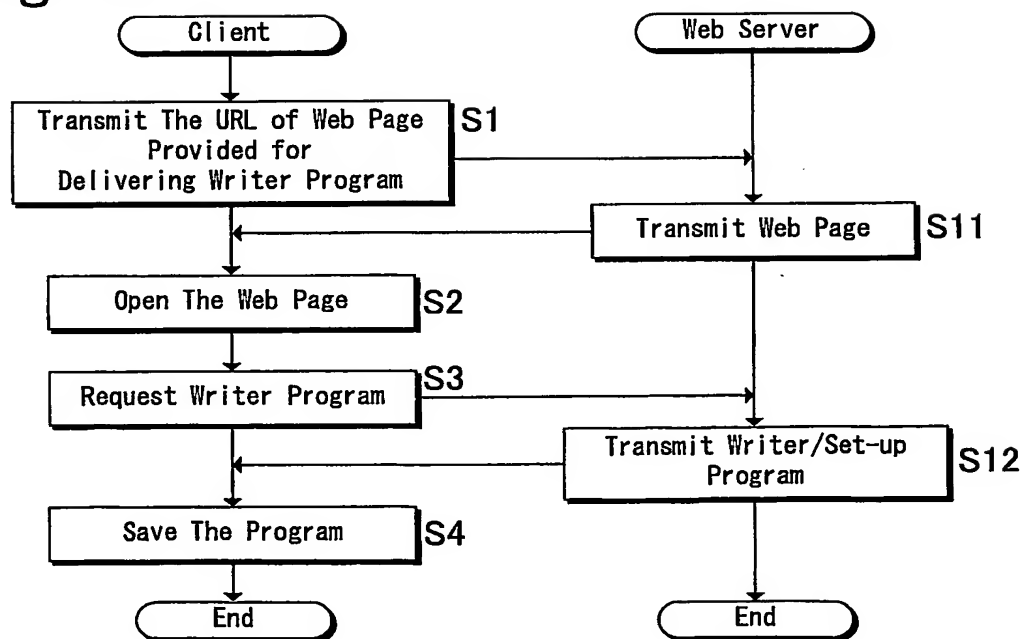 Client
Web Server
Transmit The URL of Web Page
Provided for
Delivering Writer Program
S1
Transmit Web Page
S11
Open The Web Page
S2
Request Writer Program
S3
Transmit Writer/Set-up
Program
S12
Save The Program
S4
End
End